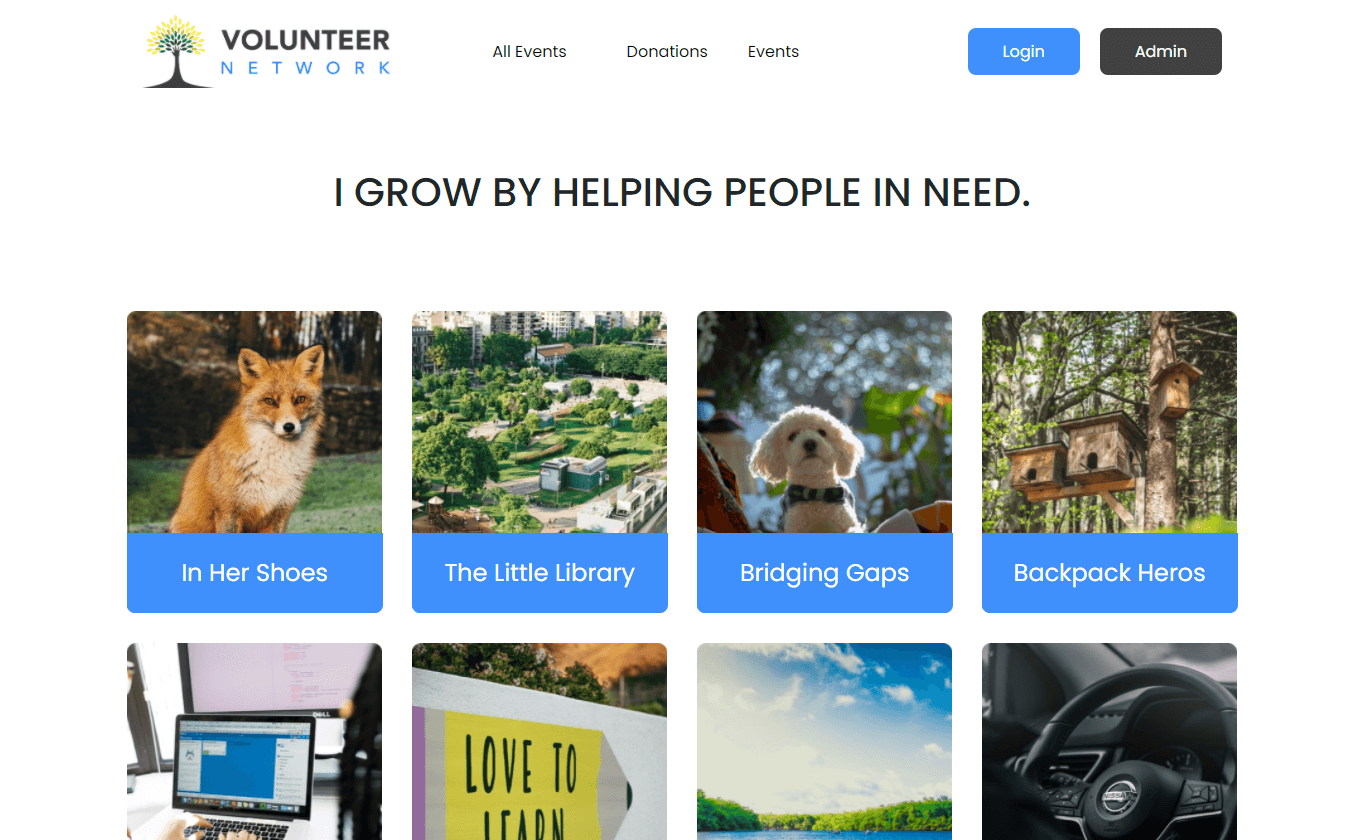 VOLUNTEER
NETWORK
All Events
Donations
Events
Login
Admin
I GROW BY HELPING PEOPLE IN NEED.
In Her Shoes
The Little Library
Bridging Gaps
Backpack Heros
DELL
LOVE TO
LEARN
NISSAN